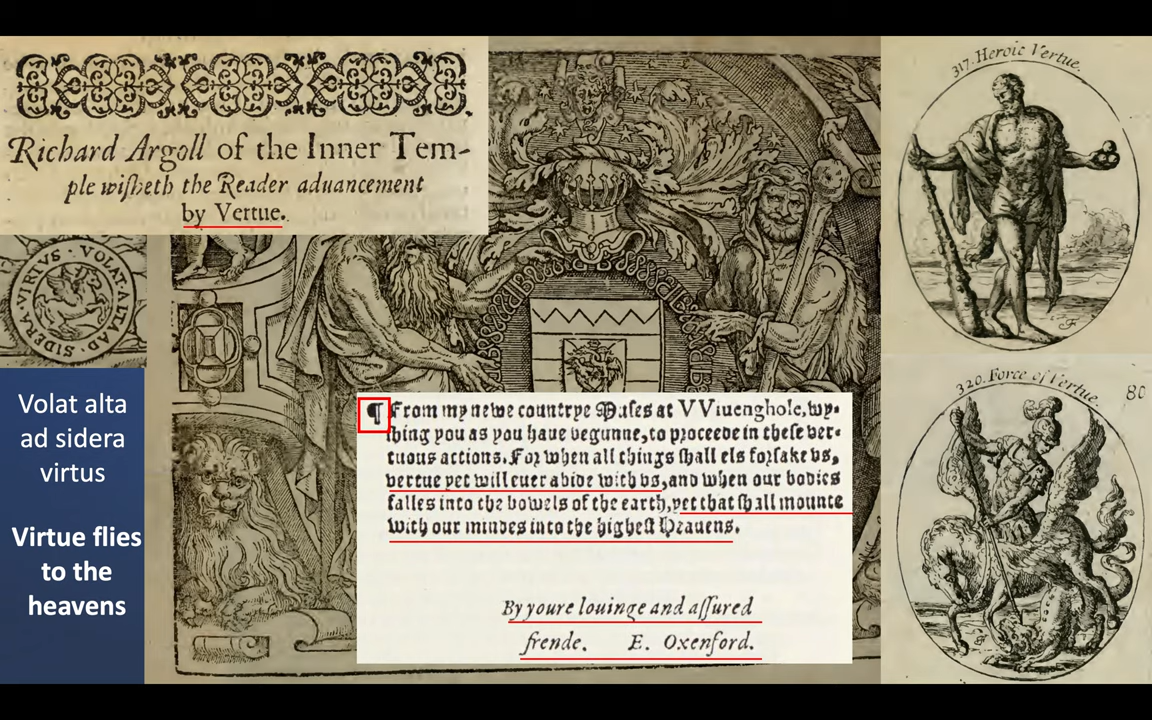 Richard Argoll of the Inner Tem-
ple wiſheth the Reader aduancement
by Vertue.
VOLAT·ALTA·AD·SIDERA·VIRTVS·
Volat alta
ad sidera
virtus
Virtue flies
to the
heavens
¶ From my newe countrye Muſes at VViuenghole, wy-
ſhing you as you haue begunne, to proceede in theſe ver-
tuous actions. For when all things ſhall els forſake vs,
vertue yet will euer abide with vs, and when our bodies
falles into the bowels of the earth, yet that ſhall mounte
with our mindes into the higheſt Heauens.
By youre louinge and aſſured
frende. E. Oxenford.
317. Heroic Vertue.
320. Force of Vertue.
80